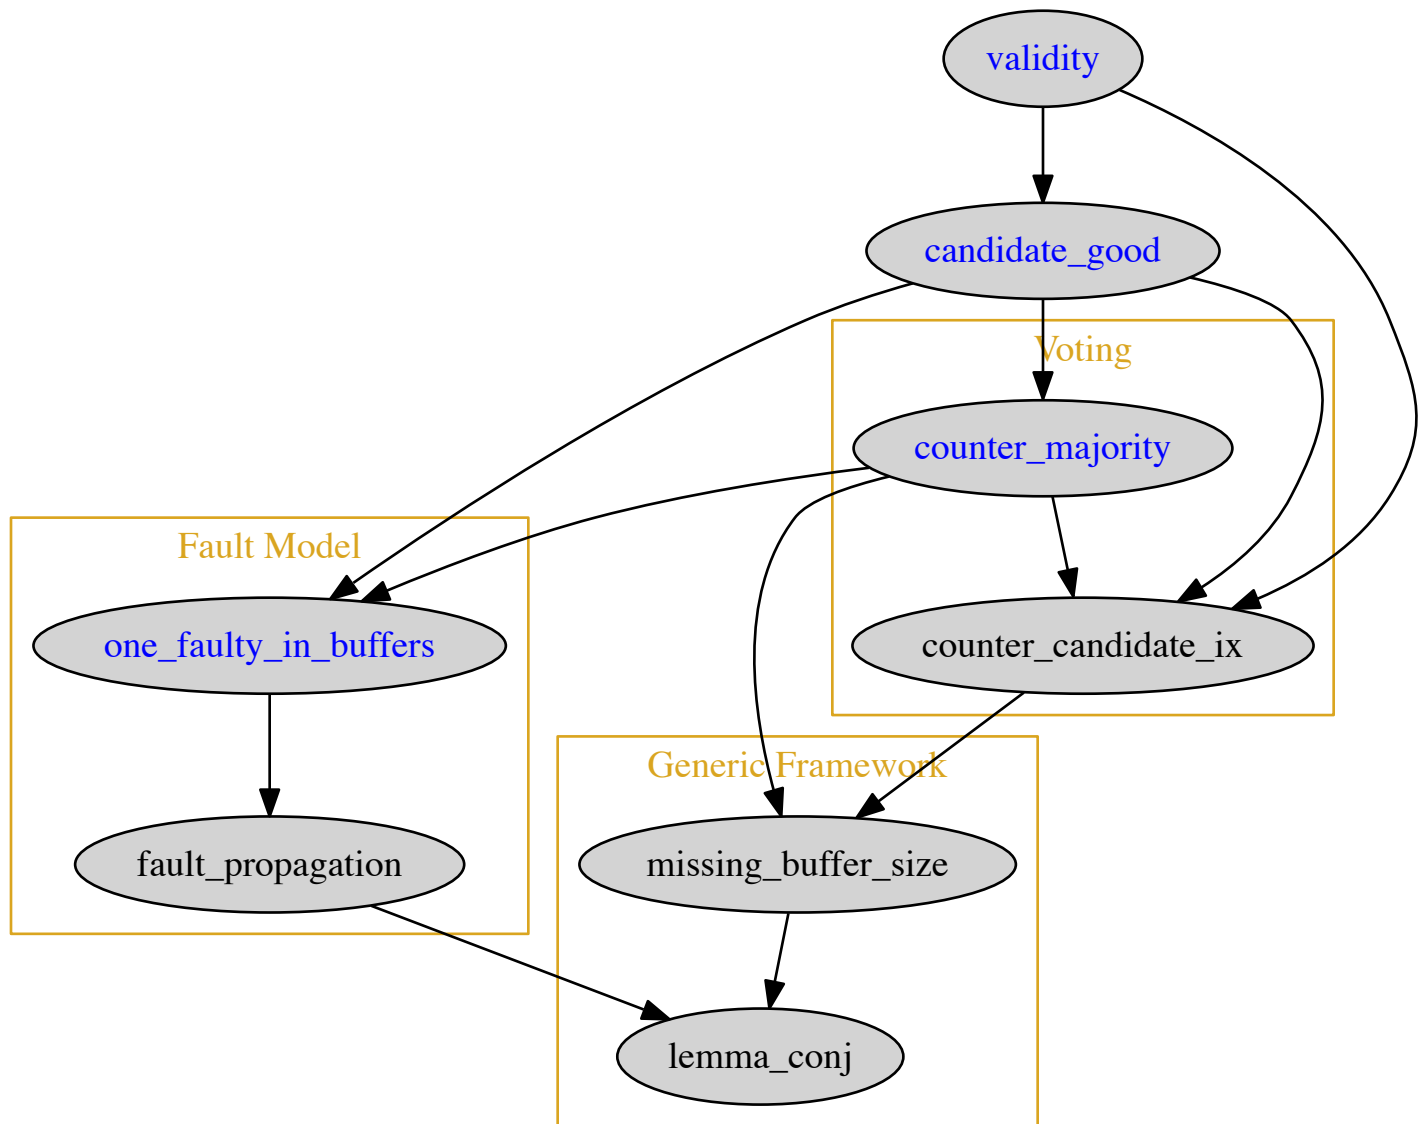 validity
candidate_good
Voting
counter_majority
Fault Model
one_faulty_in_buffers
counter_candidate_ix
Generic Framework
fault_propagation
missing_buffer_size
lemma_conj